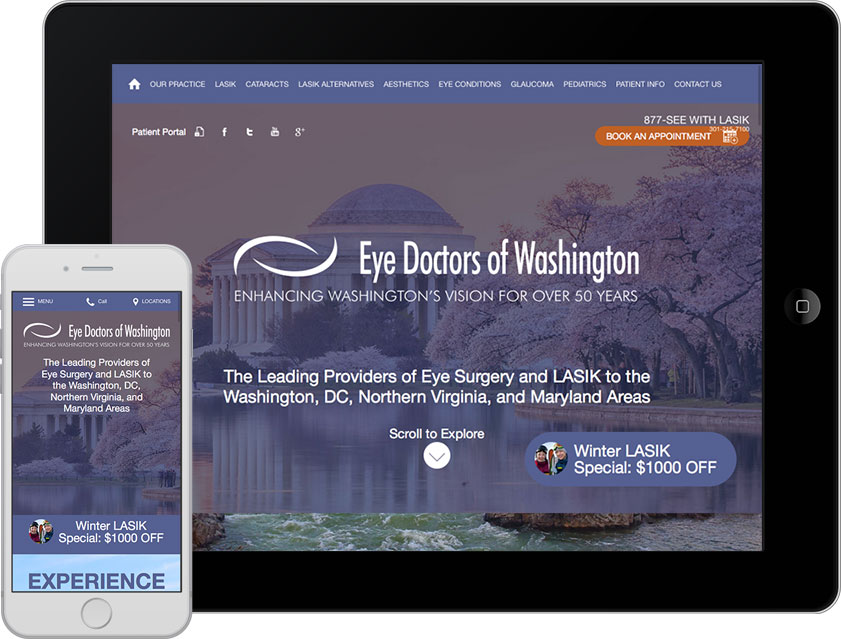 OUR PRACTICE LASIK CATARACTS LASIK ALTERNATIVES AESTHETICS EYE CONDITIONS GLAUCOMA PEDIATRICS PATIENT INFO CONTACT US
877-SEE WITH LASIK
301-215-7100
Patient Portal f t You Tube g+ BOOK AN APPOINTMENT
Eye Doctors of Washington
ENHANCING WASHINGTON'S VISION FOR OVER 50 YEARS
The Leading Providers of Eye Surgery and LASIK to the
Washington, DC, Northern Virginia, and Maryland Areas
Scroll to Explore
Winter LASIK
Special: $1000 OFF
MENU Call LOCATIONS
Eye Doctors of Washington
ENHANCING WASHINGTON'S VISION FOR OVER 50 YEARS
The Leading Providers of
Eye Surgery and LASIK to
the Washington, DC,
Northern Virginia, and
Maryland Areas
Winter LASIK
Special: $1000 OFF
EXPERIENCE